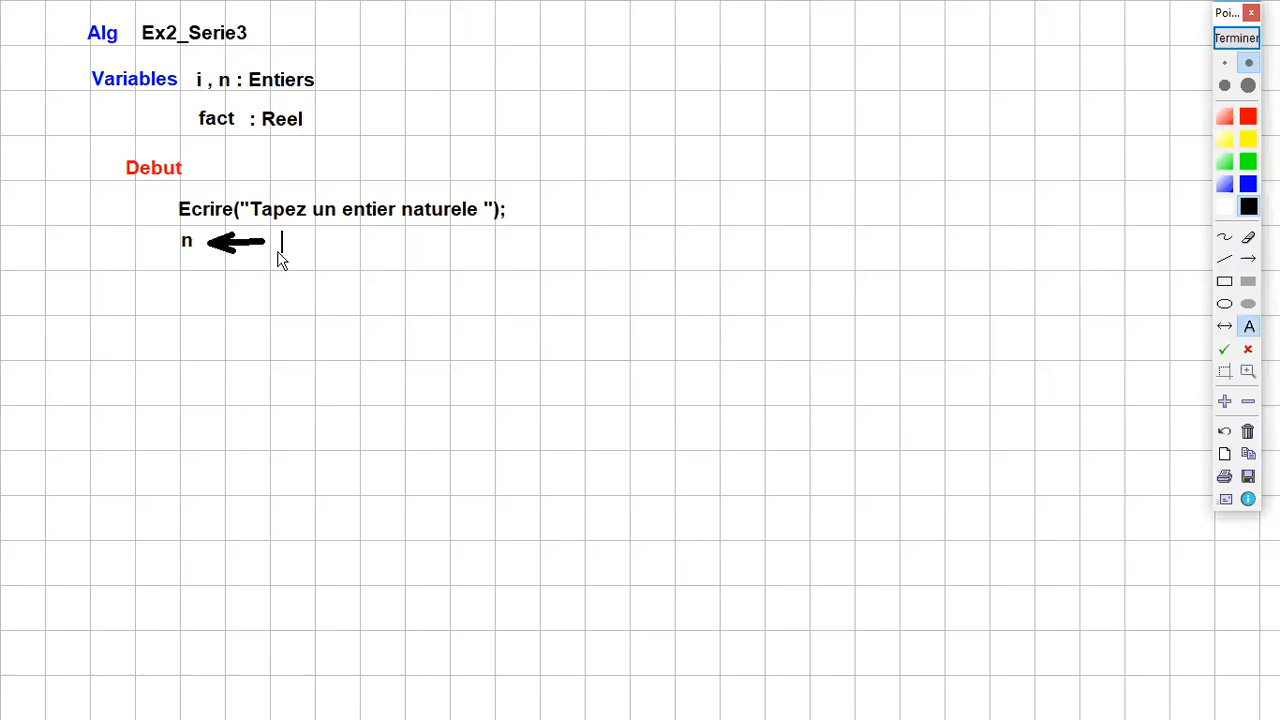 Alg Ex2_Serie3
Variables i , n : Entiers
fact : Reel
Debut
Ecrire("Tapez un entier naturele ");
n
Poi...
Terminer
A